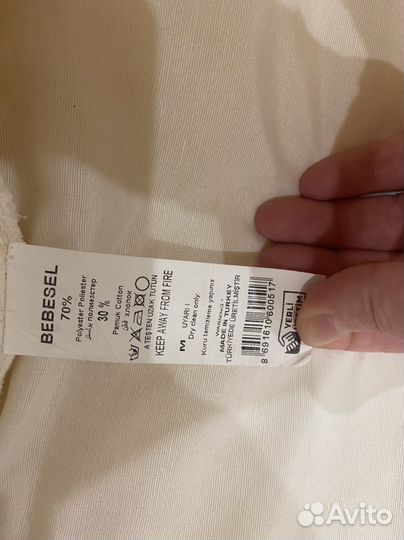 BEBESEL
70%
Polyester Poliester
полиэстер
30 %
Pamuk Cotton
хлопок
ATEŞTEN UZAK TUTUN
KEEP AWAY FROM FIRE
M
UYARI !
Dry clean only
Kuru temizleme yapınız
WARNING !
MADE IN TURKEY
TÜRKİYEDE ÜRETİLMİŞTİR
8 691610 600517
YERLİ
Avito